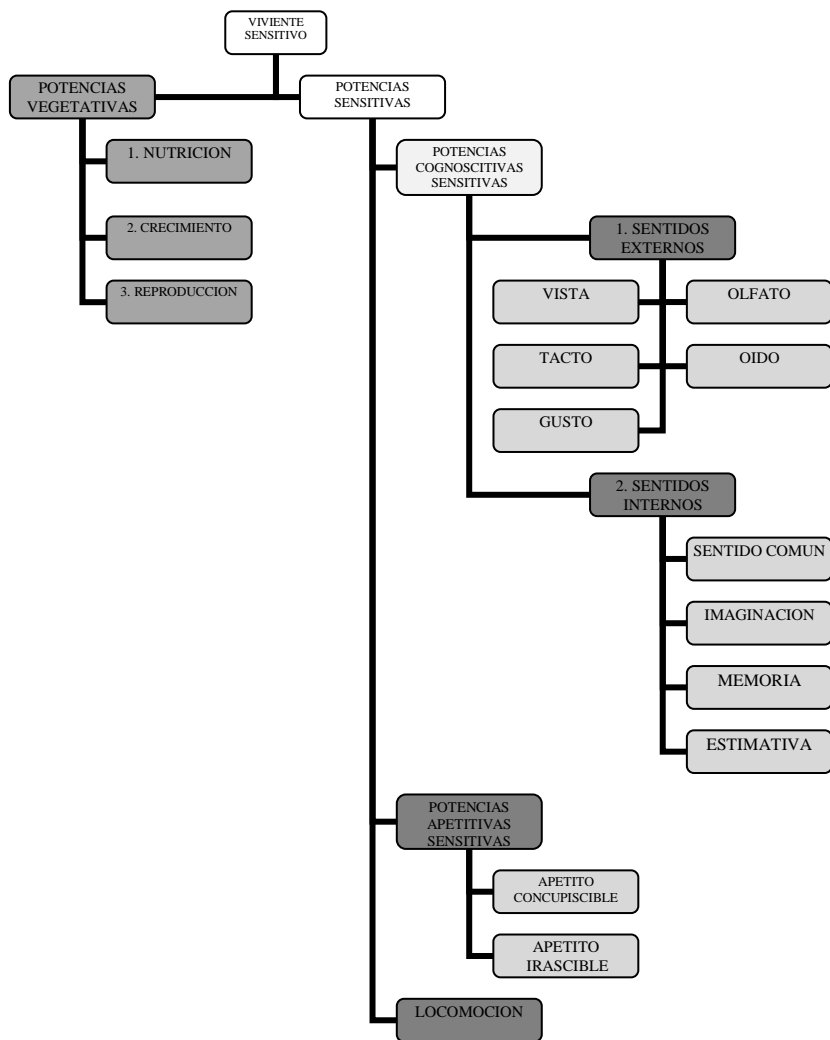 VIVIENTE
SENSITIVO
POTENCIAS
VEGETATIVAS
POTENCIAS
SENSITIVAS
1. NUTRICION
2. CRECIMIENTO
3. REPRODUCCION
POTENCIAS
COGNOSCITIVAS
SENSITIVAS
1. SENTIDOS
EXTERNOS
VISTA
OLFATO
TACTO
OIDO
GUSTO
2. SENTIDOS
INTERNOS
SENTIDO COMUN
IMAGINACION
MEMORIA
ESTIMATIVA
POTENCIAS
APETITIVAS
SENSITIVAS
APETITO
CONCUPISCIBLE
APETITO
IRASCIBLE
LOCOMOCION